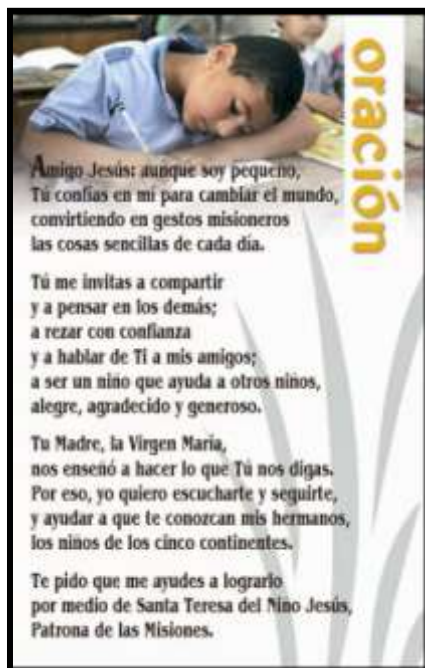 oración
Amigo Jesús: aunque soy pequeño,
Tú confías en mí para cambiar el mundo,
convirtiendo en gestos misioneros
las cosas sencillas de cada día.
Tú me invitas a compartir
y a pensar en los demás;
a rezar con confianza
y a hablar de Ti a mis amigos;
a ser un niño que ayuda a otros niños,
alegre, agradecido y generoso.
Tu Madre, la Virgen María,
nos enseñó a hacer lo que Tú nos digas.
Por eso, yo quiero escucharte y seguirte,
y ayudar a que te conozcan mis hermanos,
los niños de los cinco continentes.
Te pido que me ayudes a lograrlo
por medio de Santa Teresa del Niño Jesús,
Patrona de las Misiones.